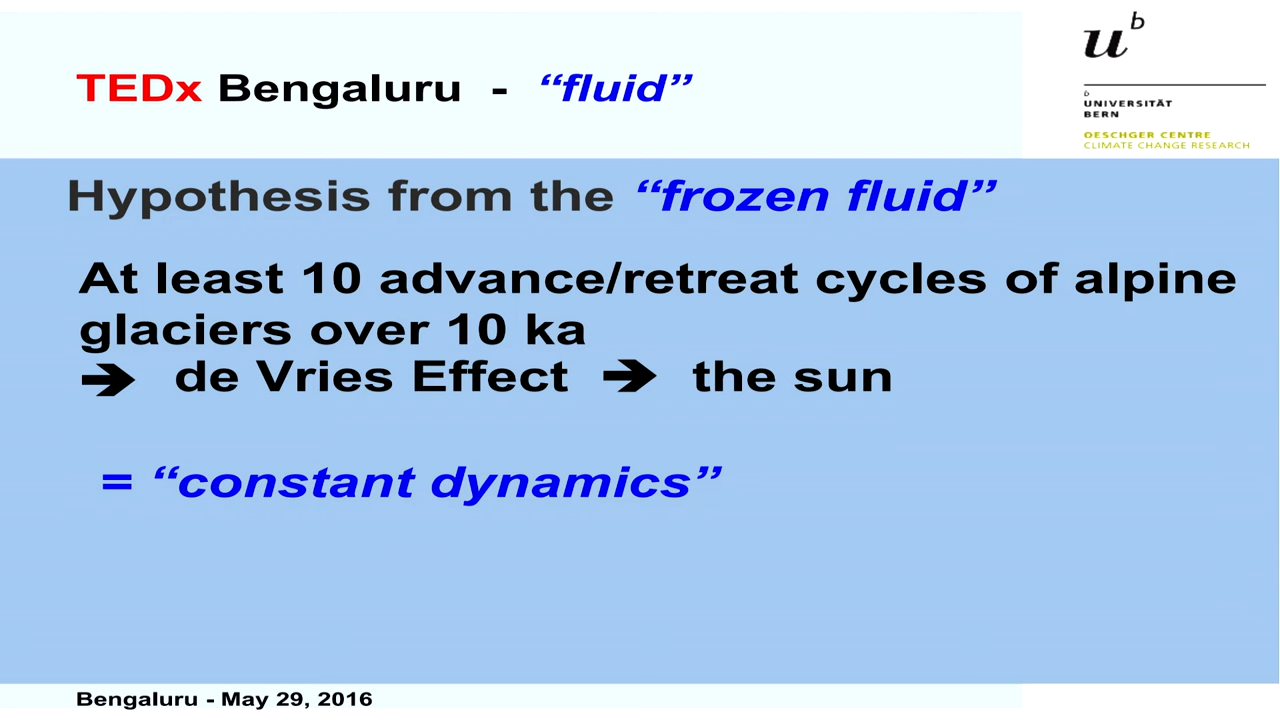 TEDx Bengaluru - “fluid”
u b
b
UNIVERSITÄT
BERN
OESCHGER CENTRE
CLIMATE CHANGE RESEARCH
Hypothesis from the “frozen fluid”
At least 10 advance/retreat cycles of alpine
glaciers over 10 ka
➔ de Vries Effect ➔ the sun
= “constant dynamics”
Bengaluru - May 29, 2016